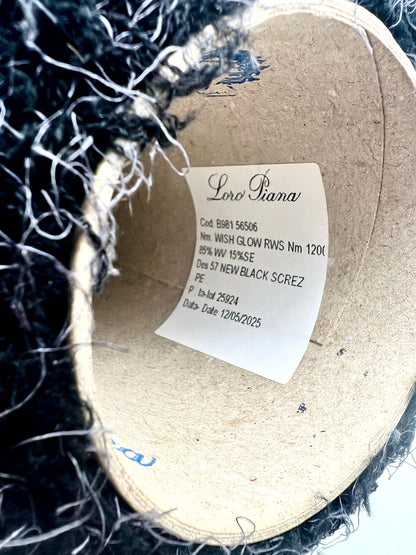 Loro Piana
Cod. B981 56506
Nm. WISH GLOW RWS Nm 1200
85% WV 15%SE
Des 57 NEW BLACK SCREZ
PE
P ta-lot 25924
Data- Date 12/05/2025